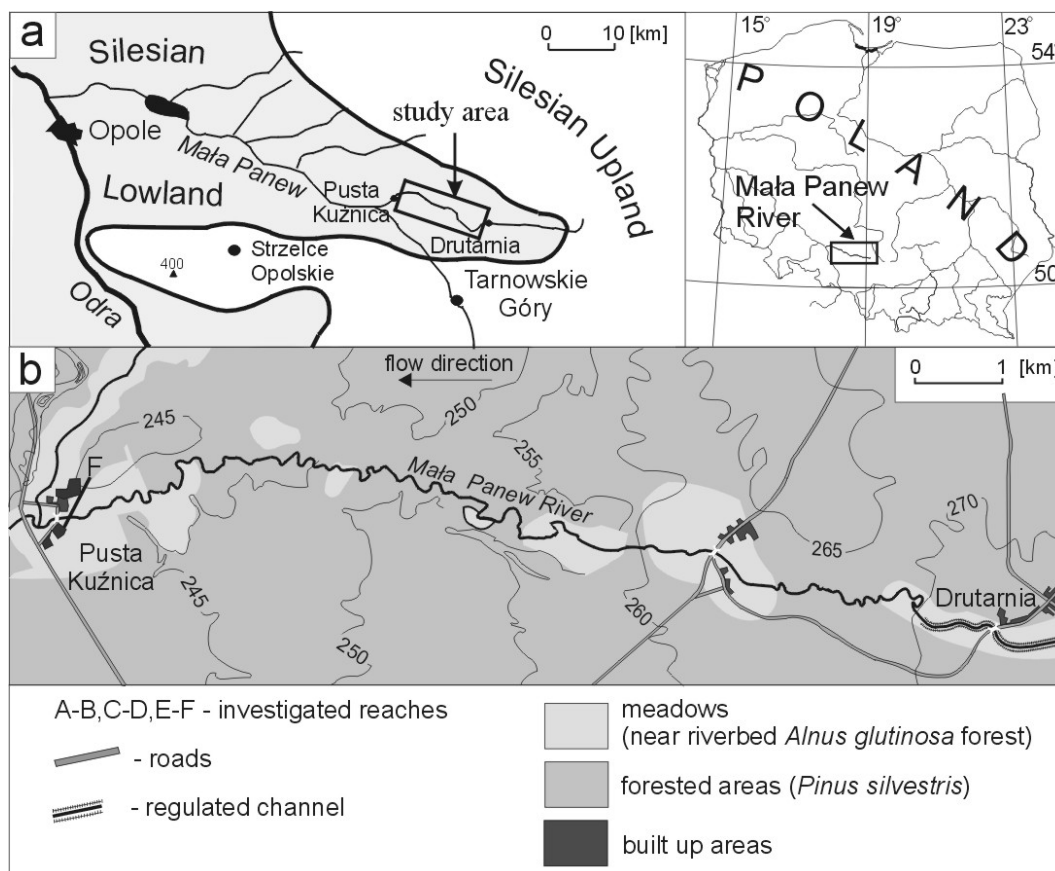 a
Silesian
0 10 [km]
study area
Silesian Upland
Opole
Mała Panew
Lowland
Pusta
Kuźnica
Drutarnia
Strzelce
Opolskie
400
Tarnowskie
Góry
Odra
15° 19° 23°
54°
POLAND
Mała Panew
River
50°
b
flow direction
0 1 [km]
245
250
255
F
Mała Panew River
270
265
Pusta
Kuźnica
245
250
260
Drutarnia
A-B,C-D,E-F - investigated reaches
- roads
- regulated channel
meadows
(near riverbed Alnus glutinosa forest)
forested areas (Pinus silvestris)
built up areas